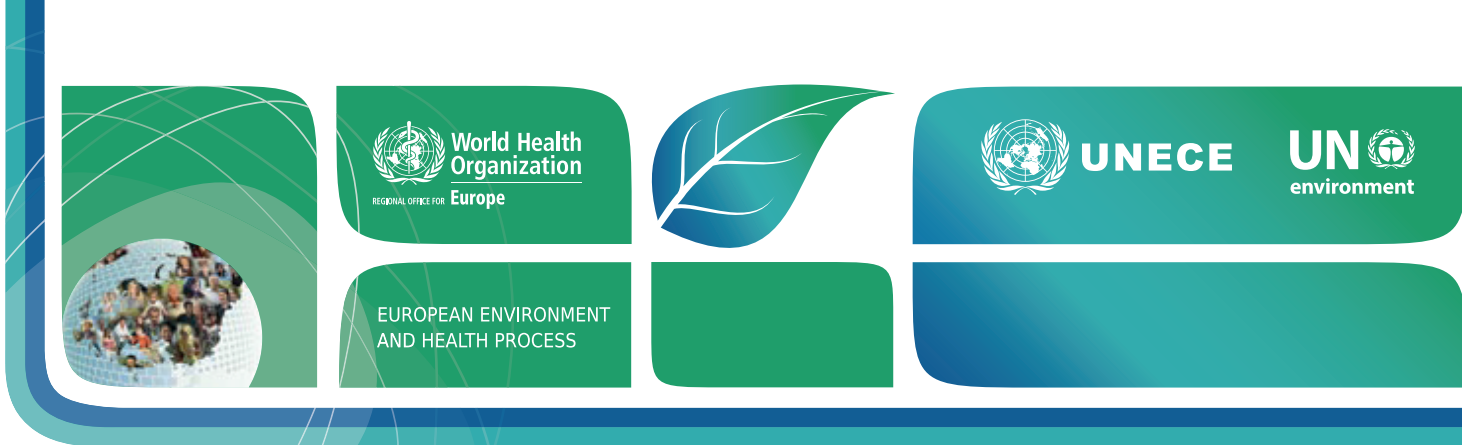 World Health
Organization
REGIONAL OFFICE FOR Europe
UNECE
UN
environment
EUROPEAN ENVIRONMENT
AND HEALTH PROCESS